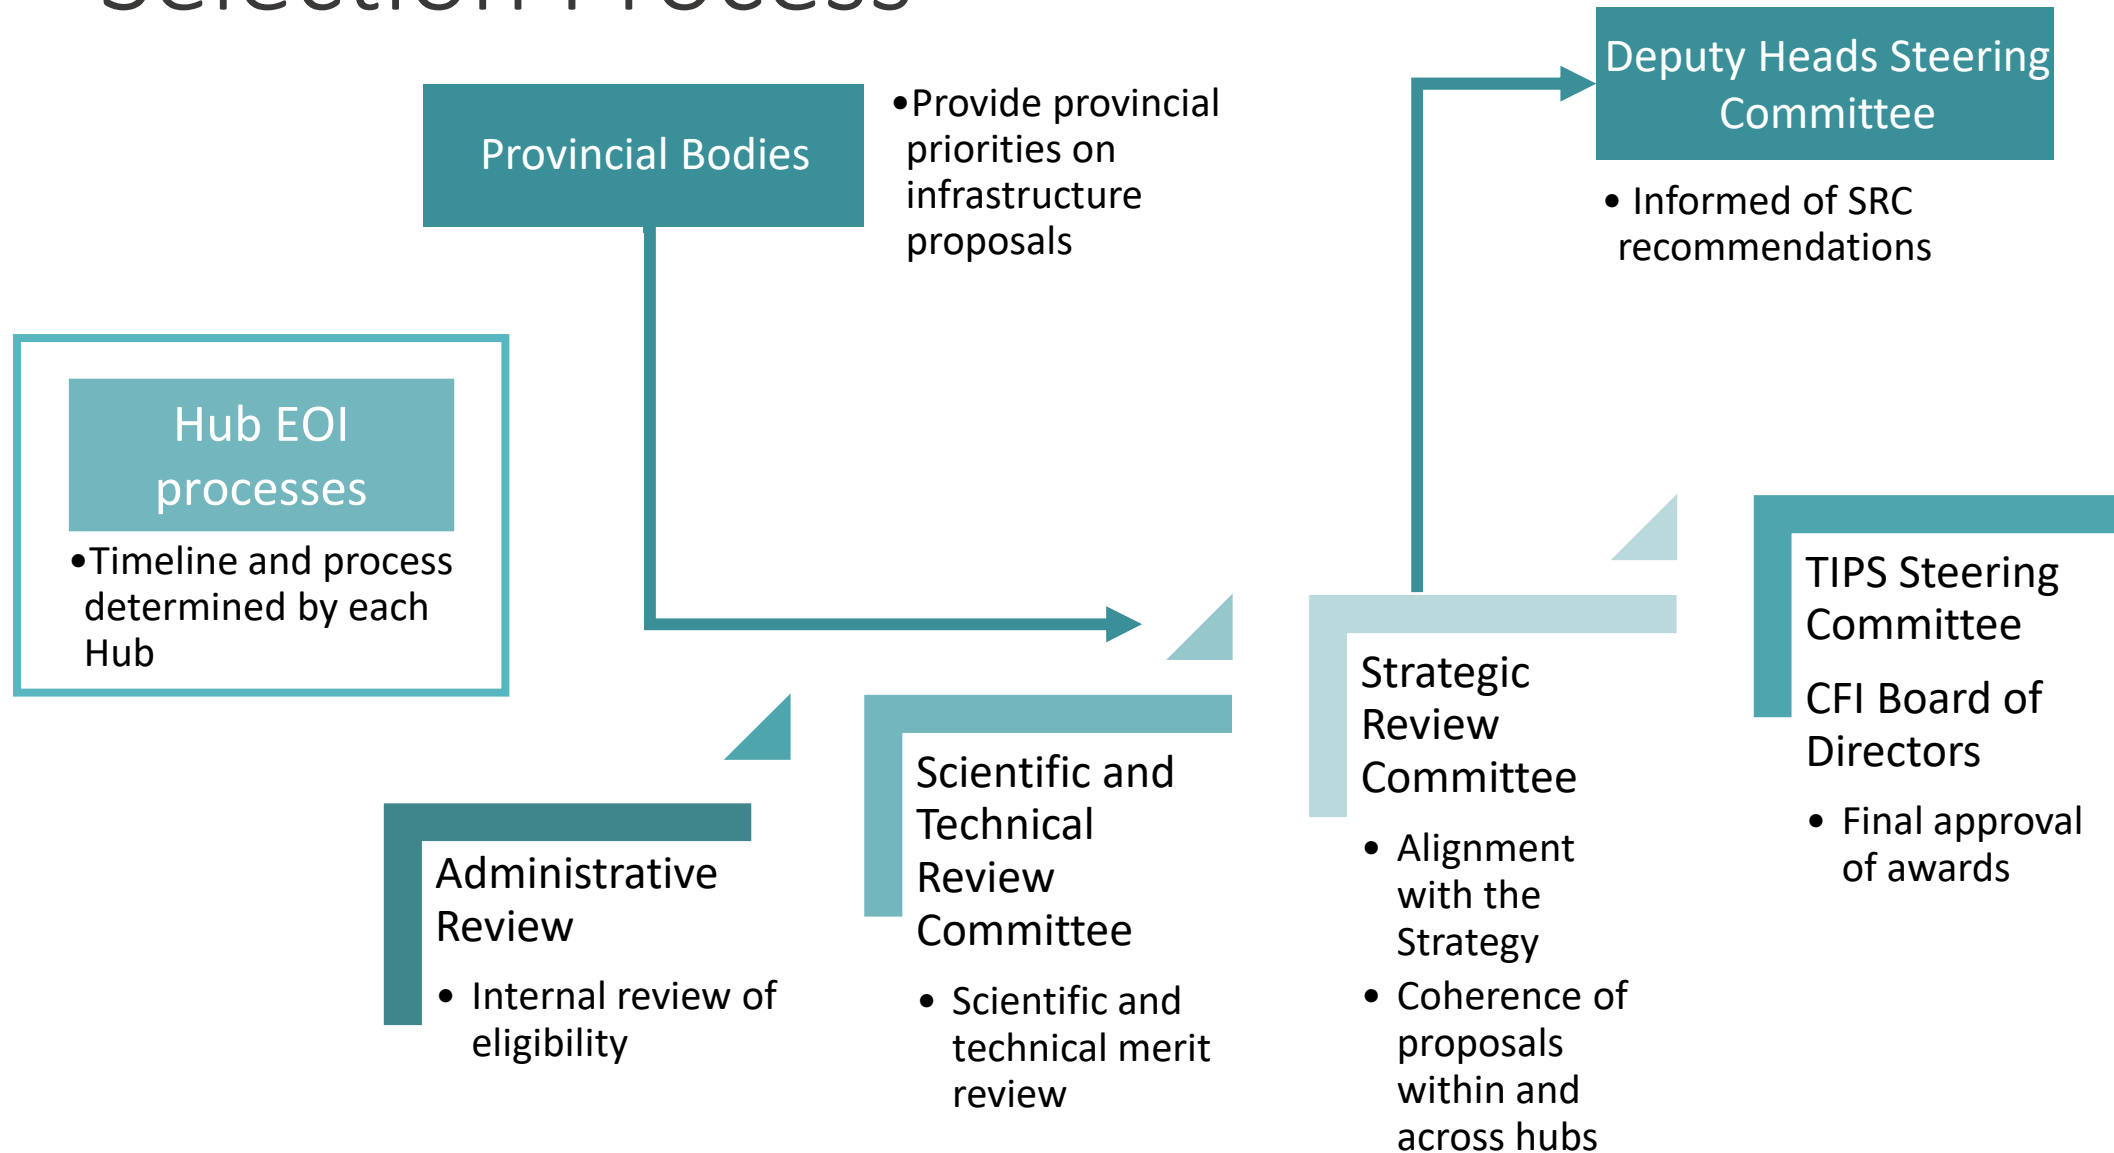 Selection Process
Provincial Bodies
•Provide provincial
priorities on
infrastructure
proposals
Deputy Heads Steering
Committee
• Informed of SRC
recommendations
Hub EOI
processes
•Timeline and process
determined by each
Hub
Administrative
Review
• Internal review of
eligibility
Scientific and
Technical
Review
Committee
• Scientific and
technical merit
review
Strategic
Review
Committee
• Alignment
with the
Strategy
• Coherence of
proposals
within and
across hubs
TIPS Steering
Committee
CFI Board of
Directors
• Final approval
of awards